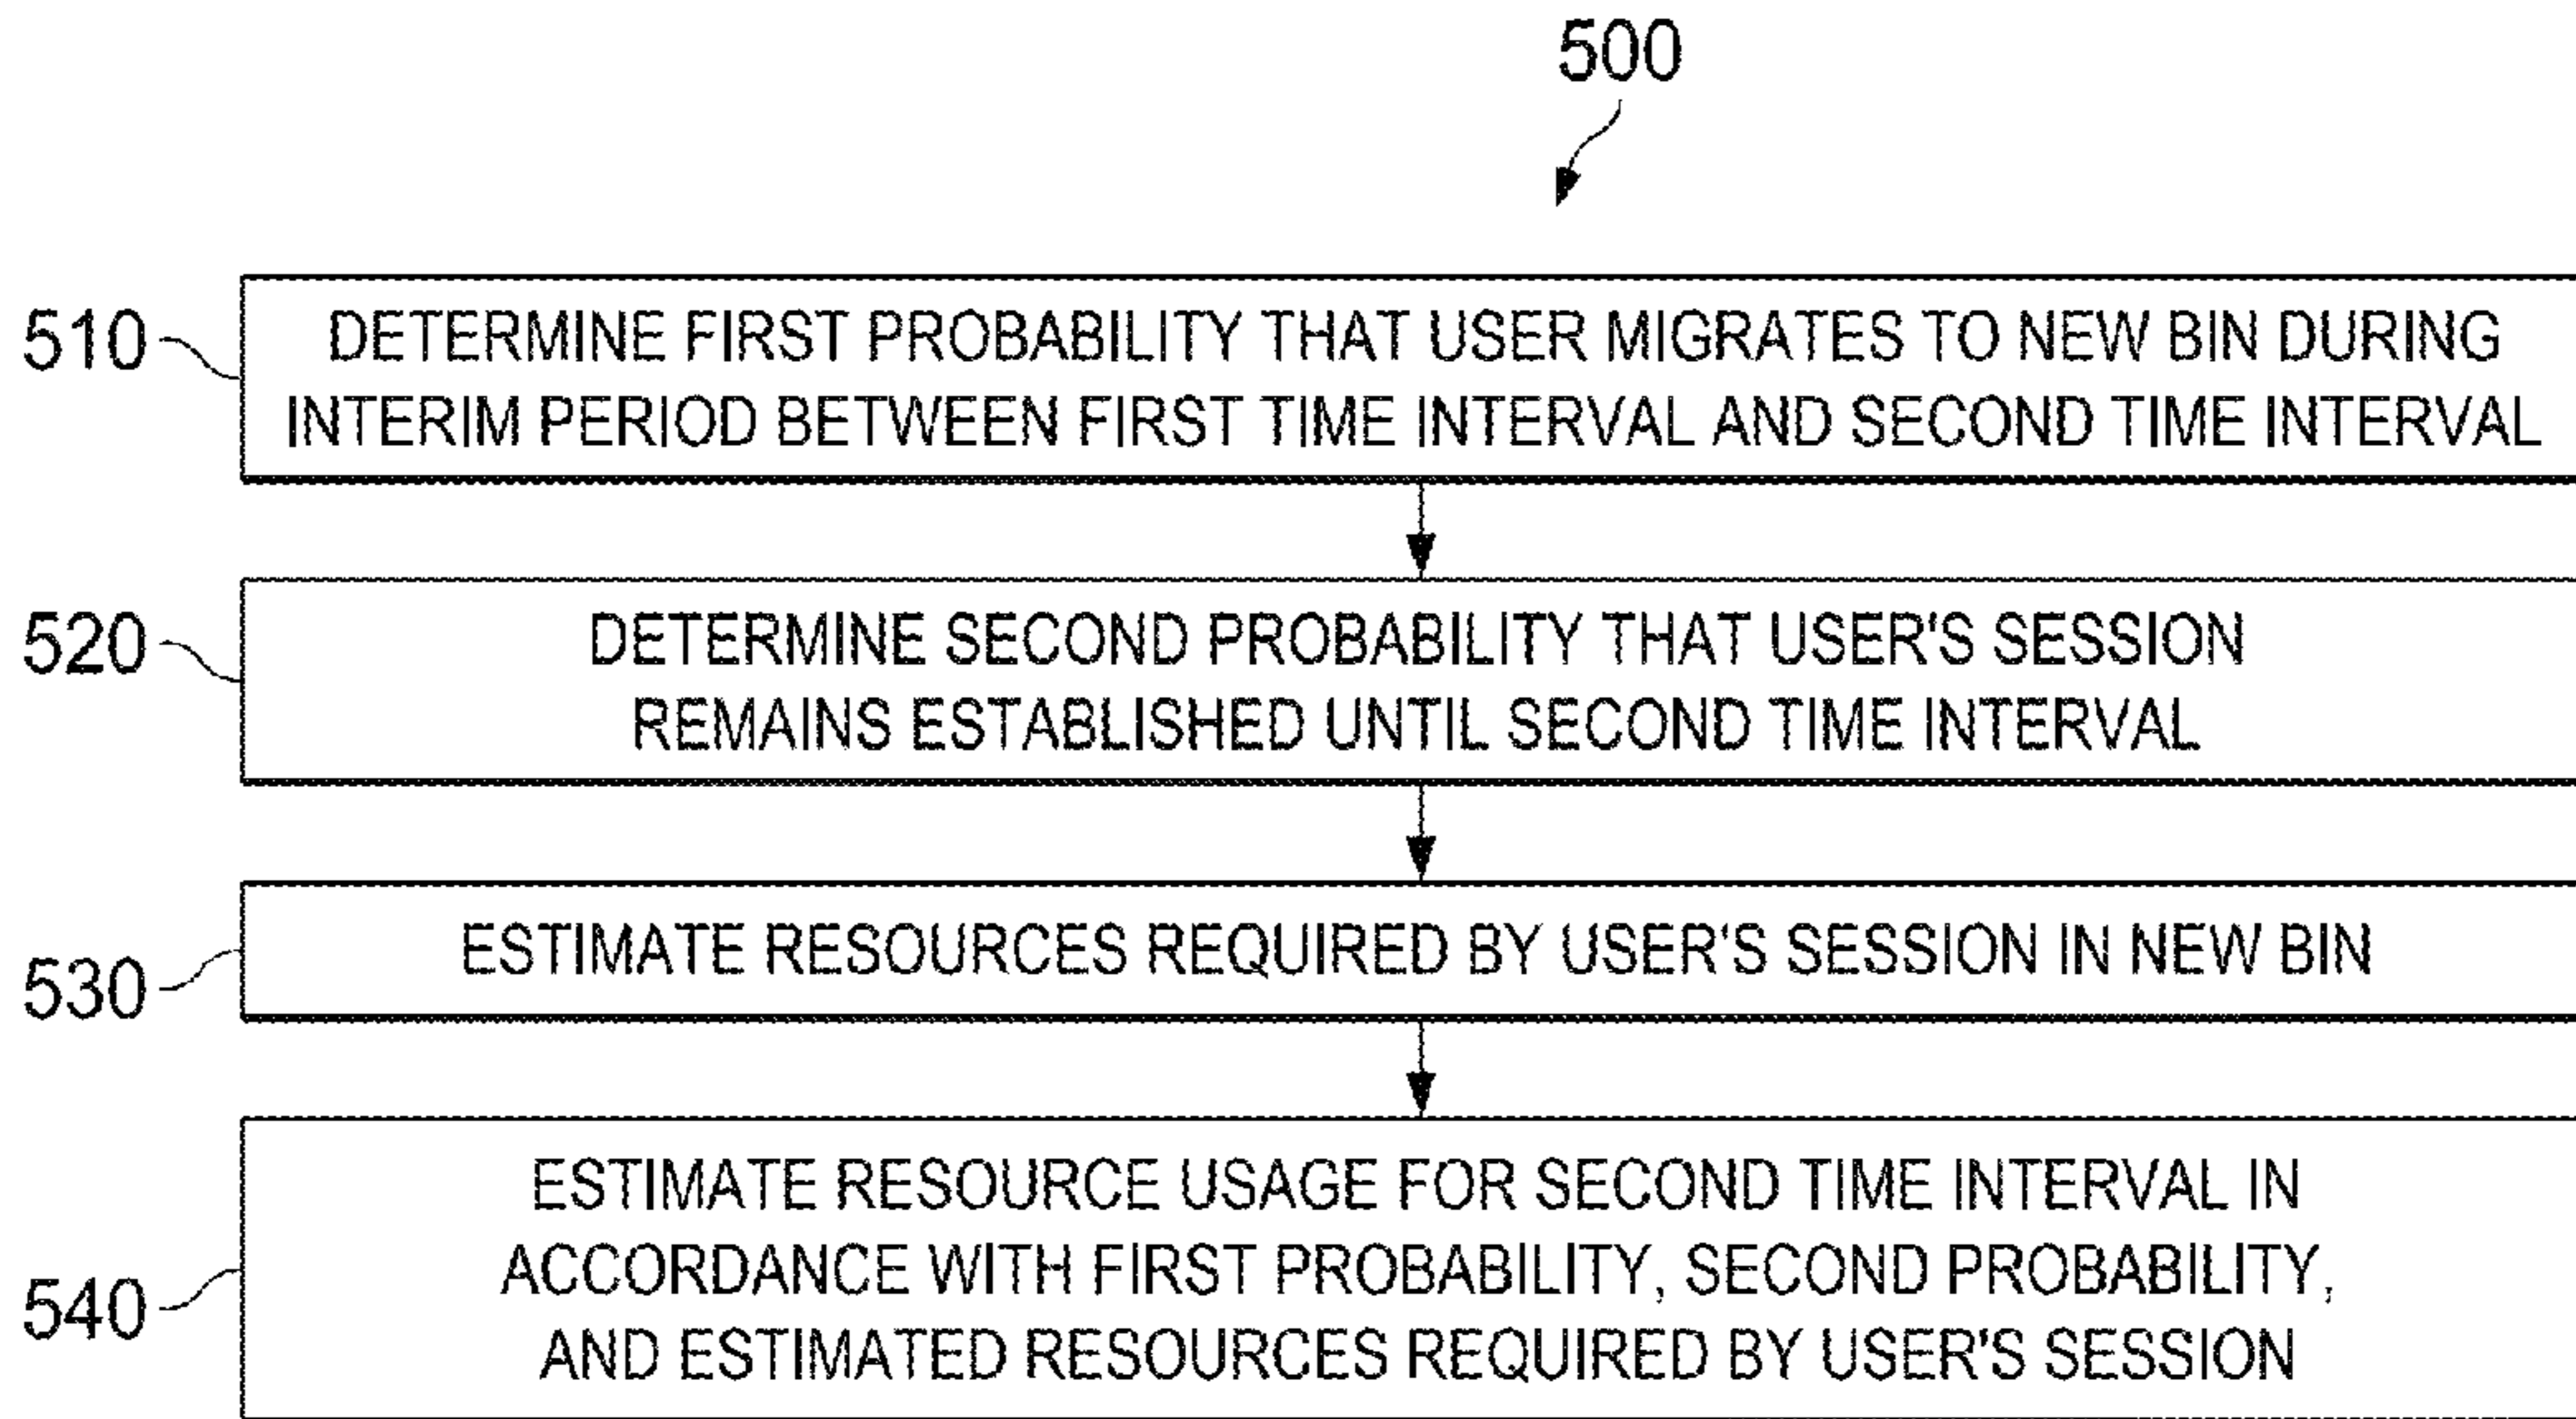 500
510
DETERMINE FIRST PROBABILITY THAT USER MIGRATES TO NEW BIN DURING
INTERIM PERIOD BETWEEN FIRST TIME INTERVAL AND SECOND TIME INTERVAL
520
DETERMINE SECOND PROBABILITY THAT USER'S SESSION
REMAINS ESTABLISHED UNTIL SECOND TIME INTERVAL
530
ESTIMATE RESOURCES REQUIRED BY USER'S SESSION IN NEW BIN
540
ESTIMATE RESOURCE USAGE FOR SECOND TIME INTERVAL IN
ACCORDANCE WITH FIRST PROBABILITY, SECOND PROBABILITY,
AND ESTIMATED RESOURCES REQUIRED BY USER'S SESSION